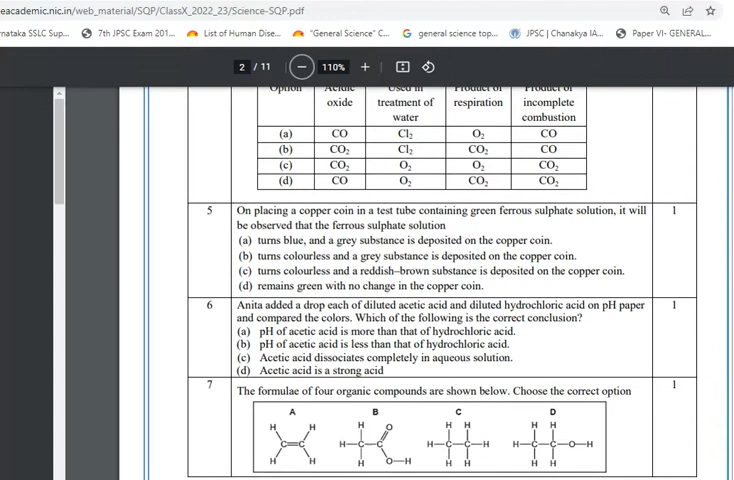 eacademic.nic.in/web_material/SQP/ClassX_2022_23/Science-SQP.pdf
rnataka SSLC Sup... 7th JPSC Exam 201... List of Human Dise... "General Science" C... general science top... JPSC | Chanakya IA... Paper VI- GENERAL...
2 / 11 — 110% +
Option Acidic Used in Product of Product of
oxide treatment of respiration incomplete
water combustion
(a) CO Cl₂ O₂ CO
(b) CO₂ Cl₂ CO₂ CO
(c) CO₂ O₂ O₂ CO₂
(d) CO O₂ CO₂ CO₂
5 On placing a copper coin in a test tube containing green ferrous sulphate solution, it will 1
be observed that the ferrous sulphate solution
(a) turns blue, and a grey substance is deposited on the copper coin.
(b) turns colourless and a grey substance is deposited on the copper coin.
(c) turns colourless and a reddish–brown substance is deposited on the copper coin.
(d) remains green with no change in the copper coin.
6 Anita added a drop each of diluted acetic acid and diluted hydrochloric acid on pH paper 1
and compared the colors. Which of the following is the correct conclusion?
(a) pH of acetic acid is more than that of hydrochloric acid.
(b) pH of acetic acid is less than that of hydrochloric acid.
(c) Acetic acid dissociates completely in aqueous solution.
(d) Acetic acid is a strong acid
7 The formulae of four organic compounds are shown below. Choose the correct option 1
A B C D
H H H O H H H H
C=C H—C—C H—C—C—H H—C—C—O—H
H H H O—H H H H H